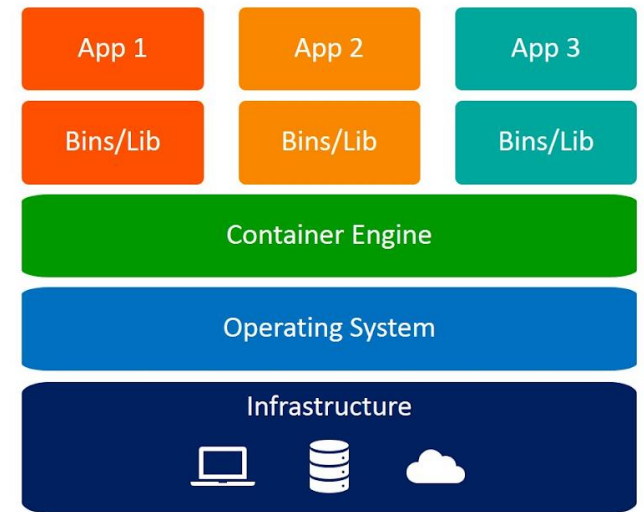 App 1
App 2
App 3
Bins/Lib
Bins/Lib
Bins/Lib
Container Engine
Operating System
Infrastructure